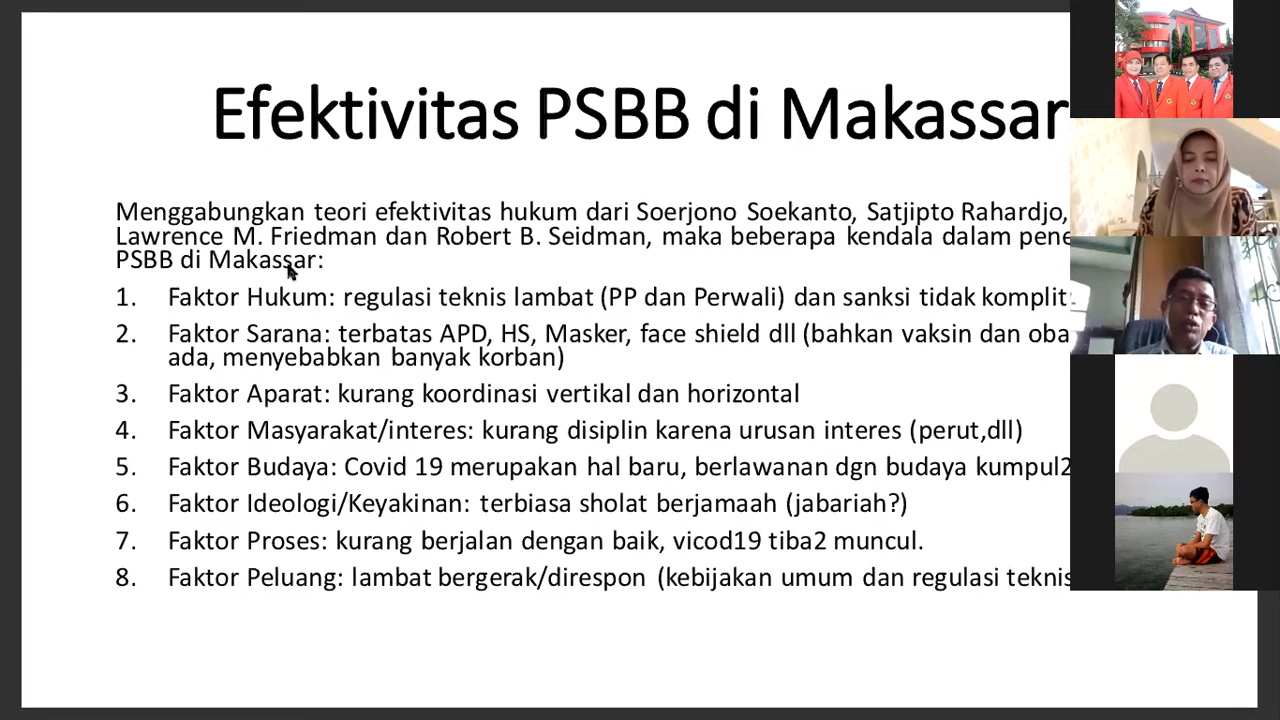 Efektivitas PSBB di Makassar
Menggabungkan teori efektivitas hukum dari Soerjono Soekanto, Satjipto Rahardjo,
Lawrence M. Friedman dan Robert B. Seidman, maka beberapa kendala dalam
PSBB di Makassar:
1. Faktor Hukum: regulasi teknis lambat (PP dan Perwali) dan sanksi tidak komplit
2. Faktor Sarana: terbatas APD, HS, Masker, face shield dll (bahkan vaksin dan
ada, menyebabkan banyak korban)
3. Faktor Aparat: kurang koordinasi vertikal dan horizontal
4. Faktor Masyarakat/interes: kurang disiplin karena urusan interes (perut,dll)
5. Faktor Budaya: Covid 19 merupakan hal baru, berlawanan dgn budaya kumpul2
6. Faktor Ideologi/Keyakinan: terbiasa sholat berjamaah (jabariah?)
7. Faktor Proses: kurang berjalan dengan baik, vicod19 tiba2 muncul.
8. Faktor Peluang: lambat bergerak/direspon (kebijakan umum dan regulasi teknis